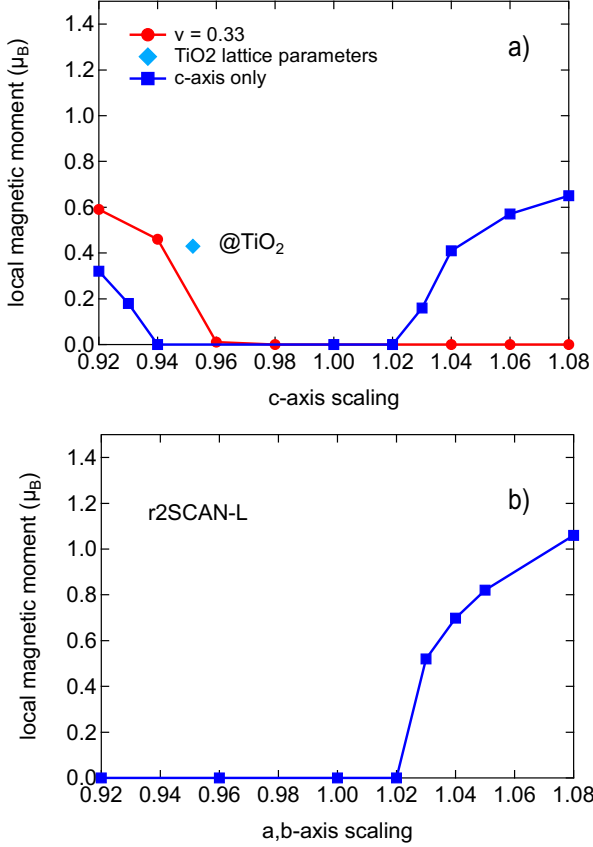 v = 0.33
TiO2 lattice parameters
c-axis only
a)
@TiO₂
local magnetic moment (μ_B)
1.4
1.2
1.0
0.8
0.6
0.4
0.2
0.0
0.92 0.94 0.96 0.98 1.00 1.02 1.04 1.06 1.08
c-axis scaling
b)
r2SCAN-L
local magnetic moment (μ_B)
1.4
1.2
1.0
0.8
0.6
0.4
0.2
0.0
0.92 0.94 0.96 0.98 1.00 1.02 1.04 1.06 1.08
a,b-axis scaling